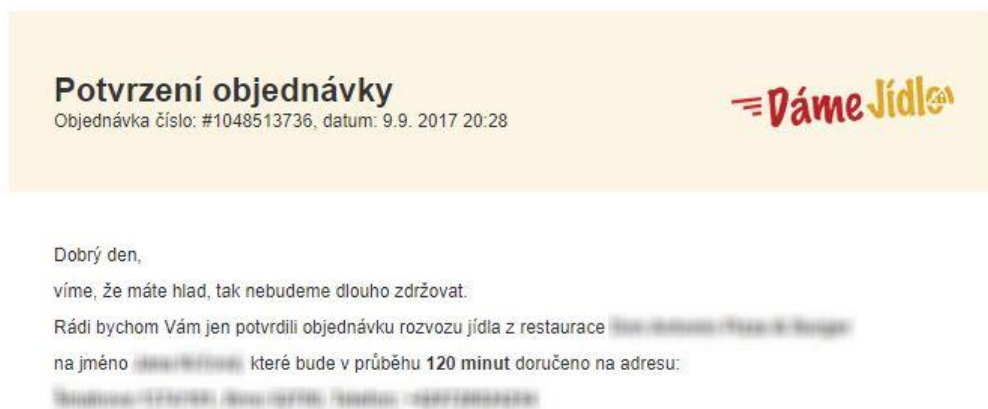 Potvrzení objednávky
Objednávka číslo: #1048513736, datum: 9.9. 2017 20:28
Dáme Jídlo
Dobrý den,
víme, že máte hlad, tak nebudeme dlouho zdržovat.
Rádi bychom Vám jen potvrdili objednávku rozvozu jídla z restaurace
na jméno které bude v průběhu 120 minut doručeno na adresu: